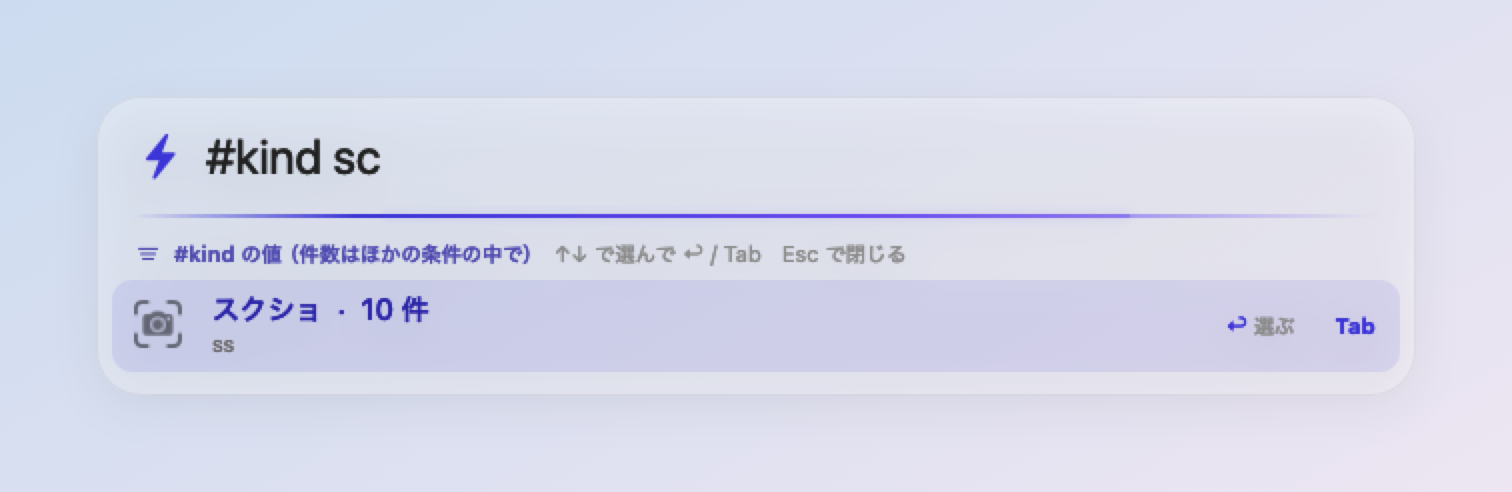 #kind sc
#kind の値（件数はほかの条件の中で） ↑↓ で選んで ↩ / Tab Esc で閉じる
スクショ · 10 件
ss
↩ 選ぶ Tab